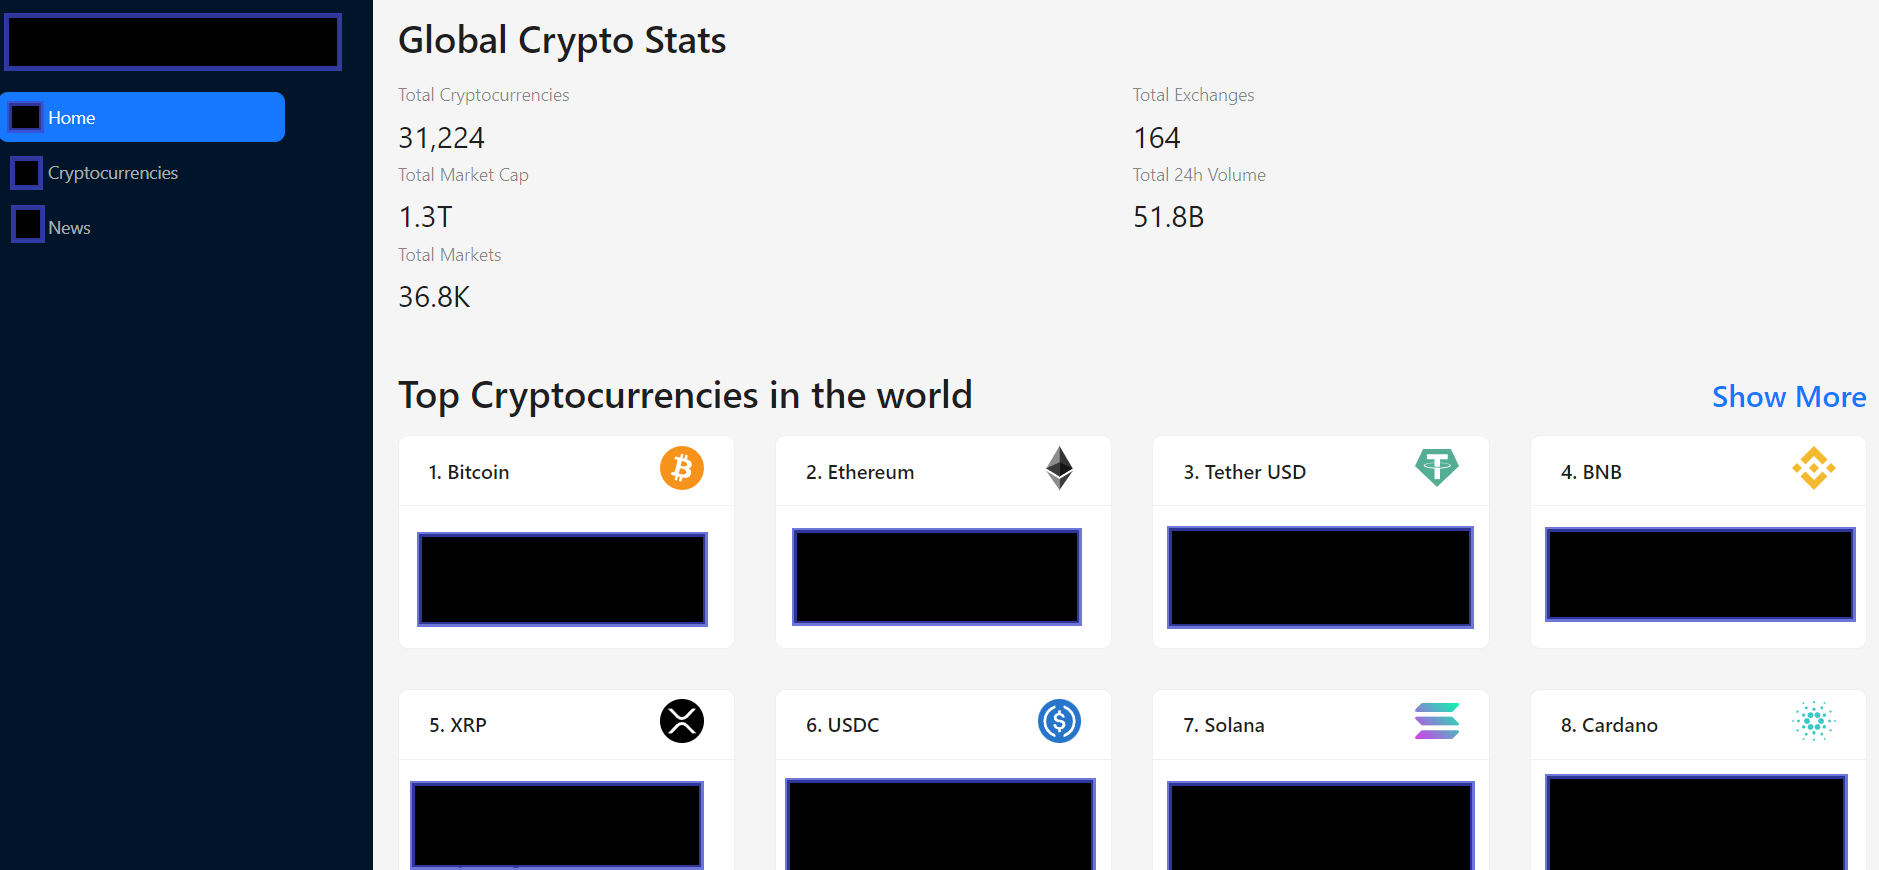 Home
Cryptocurrencies
News
Global Crypto Stats
Total Cryptocurrencies
31,224
Total Exchanges
164
Total Market Cap
1.3T
Total 24h Volume
51.8B
Total Markets
36.8K
Top Cryptocurrencies in the world
Show More
1. Bitcoin
2. Ethereum
3. Tether USD
4. BNB
5. XRP
6. USDC
7. Solana
8. Cardano